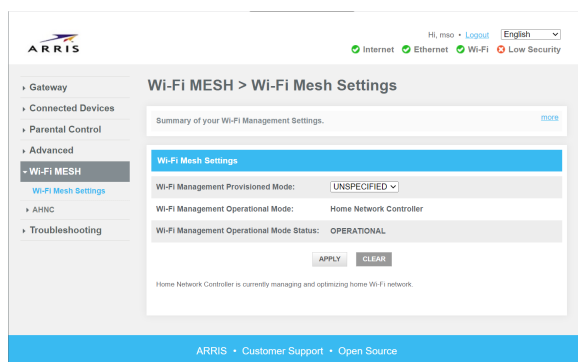 ARRIS
Hi, mso • Logout English
Internet Ethernet Wi-Fi Low Security
Gateway
Connected Devices
Parental Control
Advanced
Wi-Fi MESH
Wi-Fi Mesh Settings
AHNC
Troubleshooting
Wi-Fi MESH > Wi-Fi Mesh Settings
Summary of your Wi-Fi Management Settings. more
Wi-Fi Mesh Settings
Wi-Fi Management Provisioned Mode: UNSPECIFIED
Wi-Fi Management Operational Mode: Home Network Controller
Wi-Fi Management Operational Mode Status: OPERATIONAL
APPLY CLEAR
Home Network Controller is currently managing and optimizing home Wi-Fi network.
ARRIS • Customer Support • Open Source